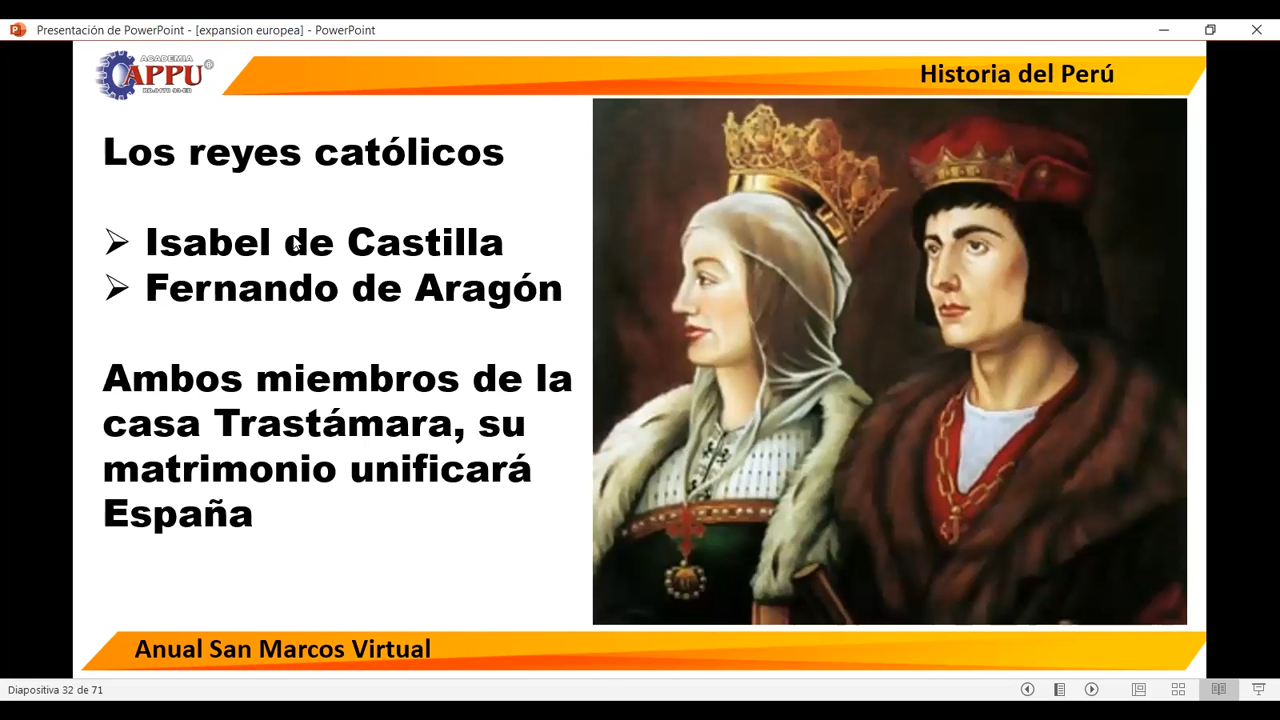 Presentación de PowerPoint - [expansion europea] - PowerPoint
ACADEMIA
APPU
Historia del Perú
Los reyes católicos
Isabel de Castilla
Fernando de Aragón
Ambos miembros de la
casa Trastámara, su
matrimonio unificará
España
Anual San Marcos Virtual
Diapositiva 32 de 71